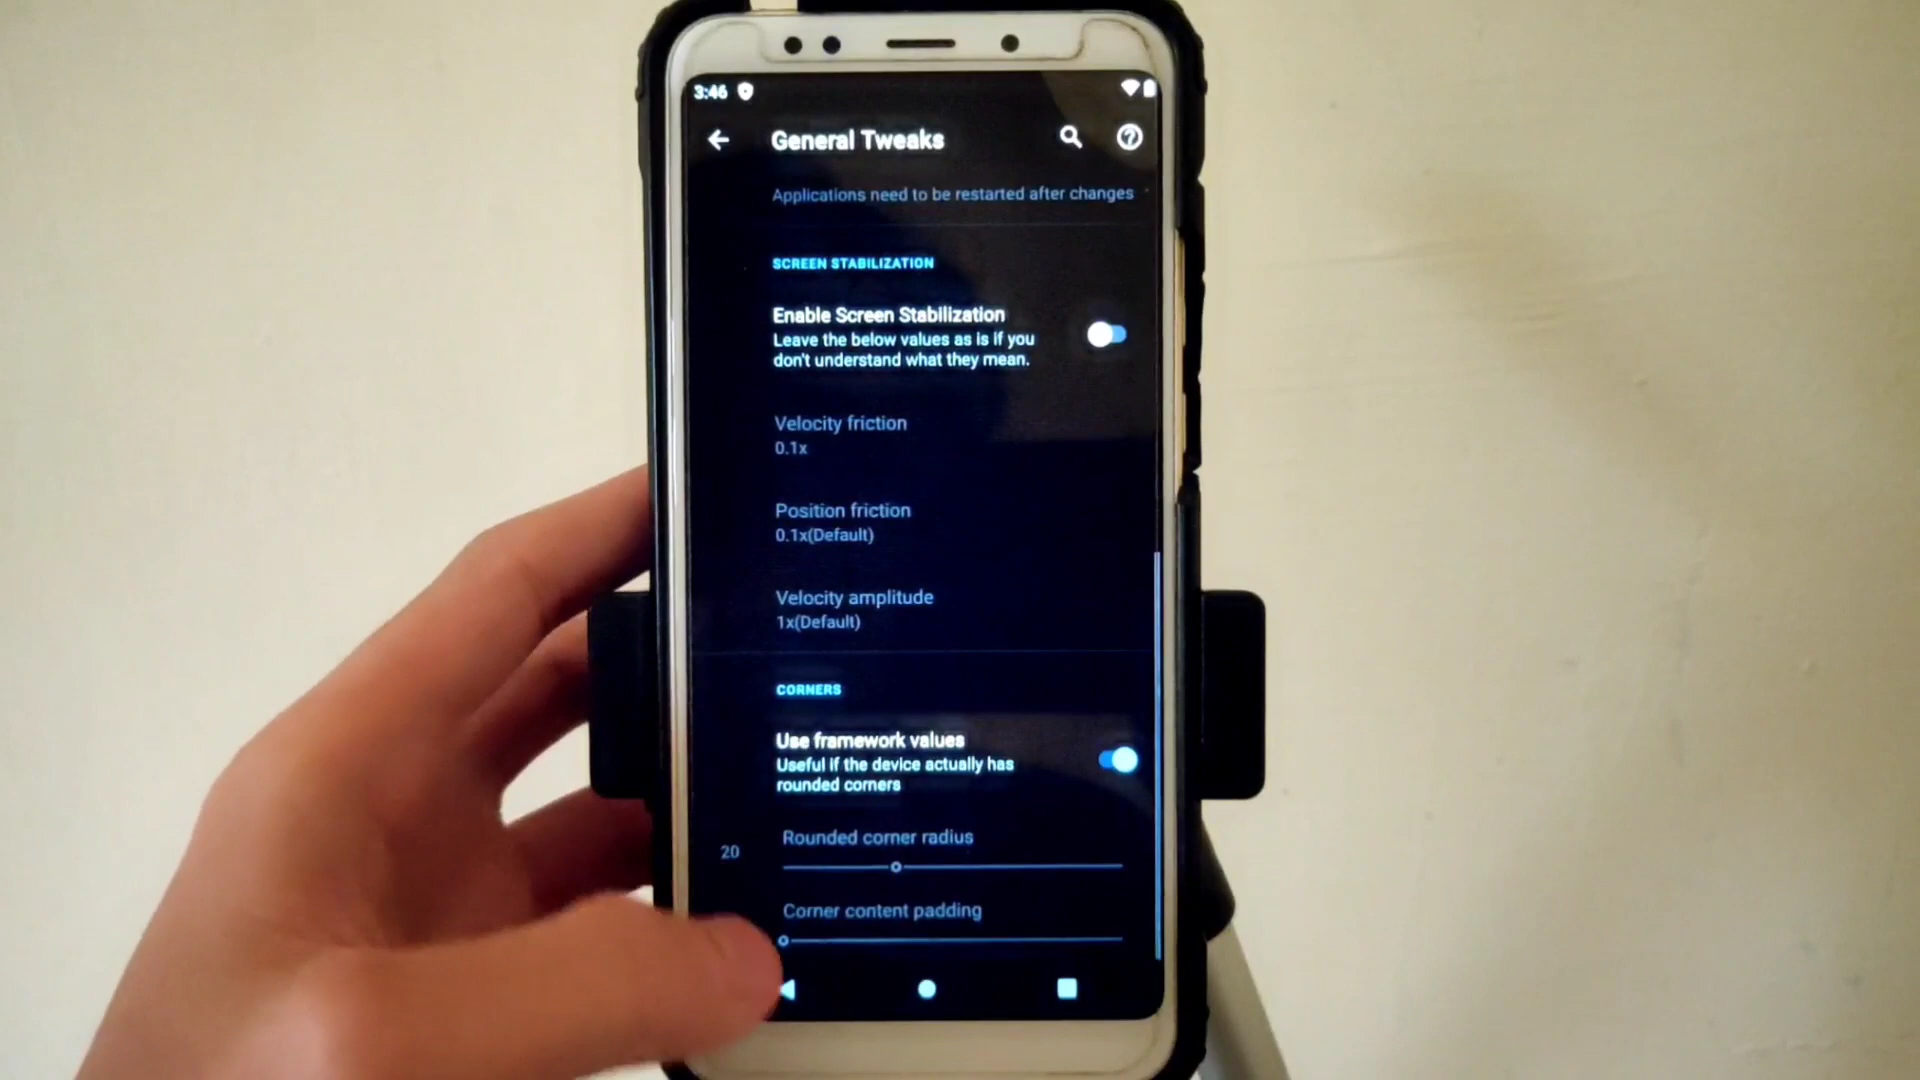 3:46
General Tweaks
Applications need to be restarted after changes
SCREEN STABILIZATION
Enable Screen Stabilization
Leave the below values as is if you
don't understand what they mean.
Velocity friction
0.1x
Position friction
0.1x(Default)
Velocity amplitude
1x(Default)
CORNERS
Use framework values
Useful if the device actually has
rounded corners
Rounded corner radius
20
Corner content padding